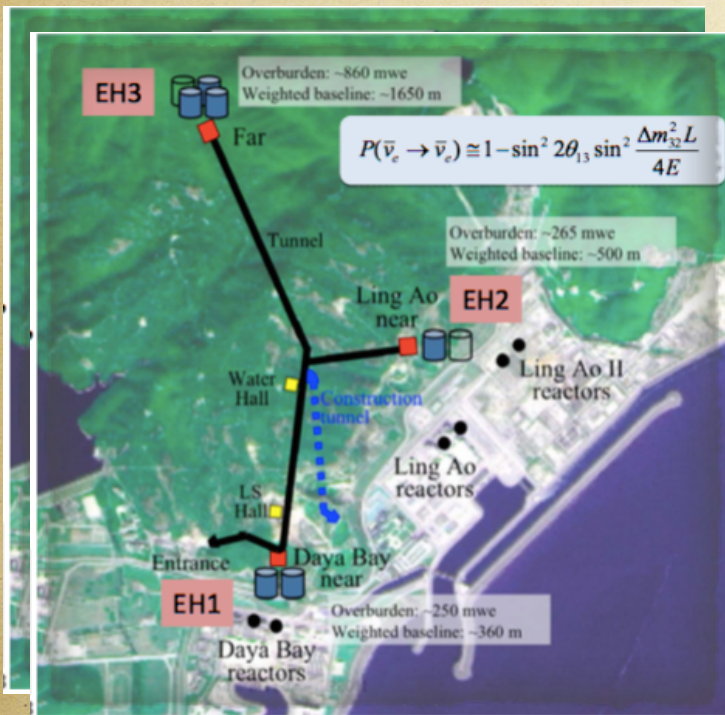 EH3
Overburden: ~860 mwe
Weighted baseline: ~1650 m
Far
P(ν̄ₑ → ν̄ₑ) ≅ 1 − sin² 2θ₁₃ sin² Δm²₃₂ L / 4E
Tunnel
Overburden: ~265 mwe
Weighted baseline: ~500 m
Ling Ao
near
EH2
Water
Hall
Construction
tunnel
Ling Ao II
reactors
Ling Ao
reactors
LS
Hall
Entrance
Daya Bay
near
EH1
Overburden: ~250 mwe
Weighted baseline: ~360 m
Daya Bay
reactors